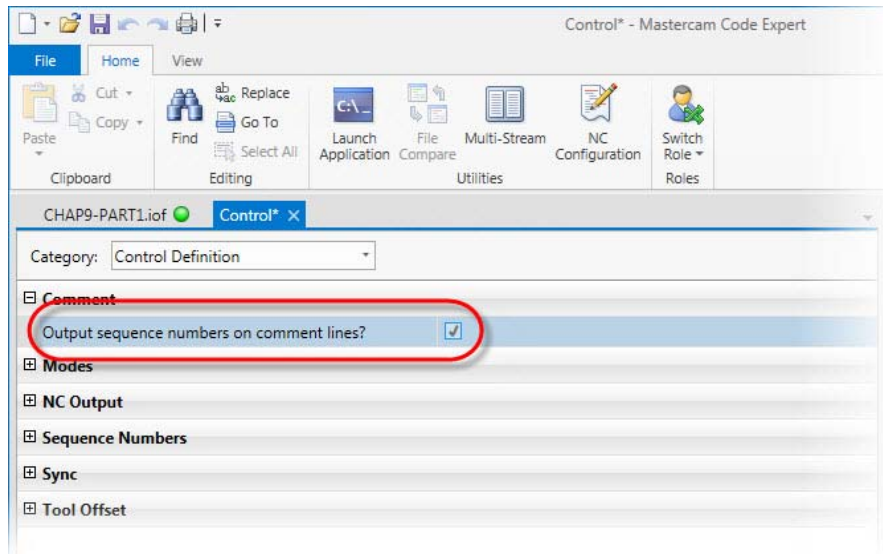 Control* - Mastercam Code Expert
File Home View
Paste
Cut
Copy
Clipboard
Find
ab ac Replace
Go To
Select All
Editing
C:\_
Launch Application
File Compare
Multi-Stream
NC Configuration
Utilities
Switch Role
Roles
CHAP9-PART1.iof Control* ×
Category: Control Definition
Comment
Output sequence numbers on comment lines?
Modes
NC Output
Sequence Numbers
Sync
Tool Offset